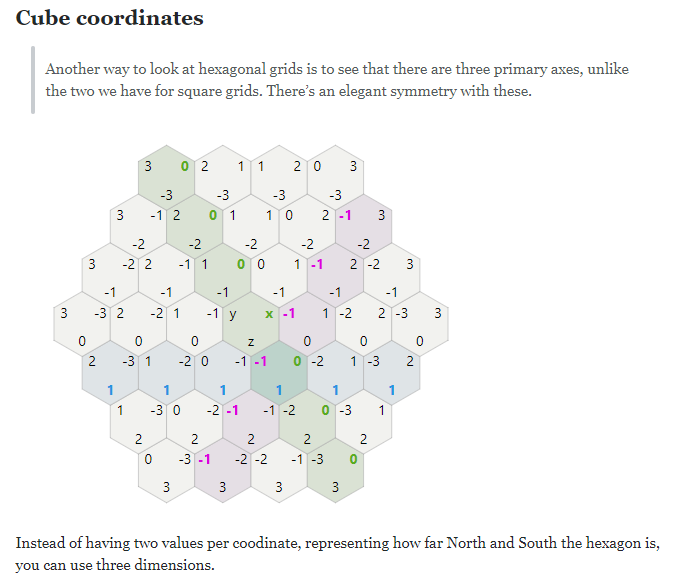 Cube coordinates
Another way to look at hexagonal grids is to see that there are three primary axes, unlike
the two we have for square grids. There's an elegant symmetry with these.
3 0 2 1 1 2 0 3
-3 -3 -3 -3
3 -1 2 0 1 1 0 2 -1 3
-2 -2 -2 -2 -2
3 -2 2 -1 1 0 0 1 -1 2 -2 3
-1 -1 -1 -1 -1 -1
3 -3 2 -2 1 -1 y x -1 1 -2 2 -3 3
0 0 0 z 0 0 0
2 -3 1 -2 0 -1 -1 0 -2 1 -3 2
1 1 1 1 1 1
1 -3 0 -2 -1 -1 -2 0 -3 1
2 2 2 2 2
0 -3 -1 -2 -2 -1 -3 0
3 3 3 3
Instead of having two values per coodinate, representing how far North and South the hexagon is,
you can use three dimensions.